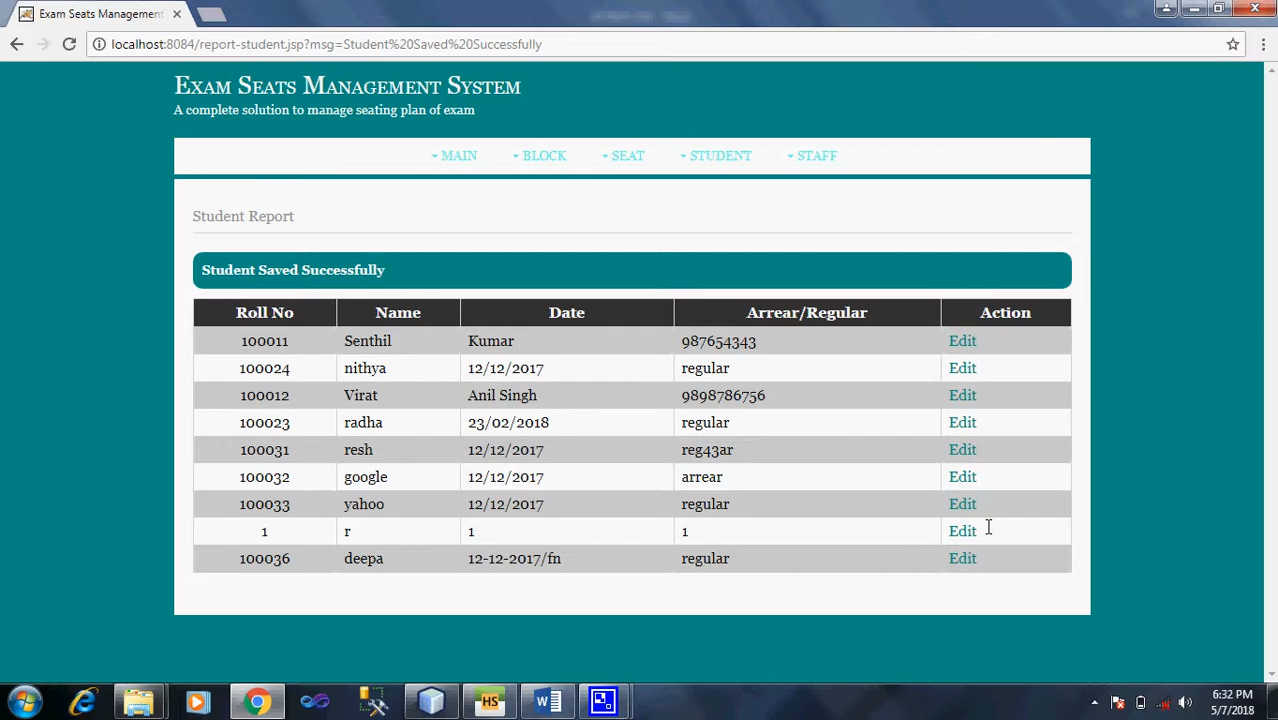 Exam Seats Management
localhost:8084/report-student.jsp?msg=Student%20Saved%20Successfully
Exam Seats Management System
A complete solution to manage seating plan of exam
MAIN BLOCK SEAT STUDENT STAFF
Student Report
Student Saved Successfully
Roll No Name Date Arrear/Regular Action
100011 Senthil Kumar 987654343 Edit
100024 nithya 12/12/2017 regular Edit
100012 Virat Anil Singh 9898786756 Edit
100023 radha 23/02/2018 regular Edit
100031 resh 12/12/2017 reg43ar Edit
100032 google 12/12/2017 arrear Edit
100033 yahoo 12/12/2017 regular Edit
1 r 1 1 Edit
100036 deepa 12-12-2017/fn regular Edit
HS
6:32 PM
5/7/2018